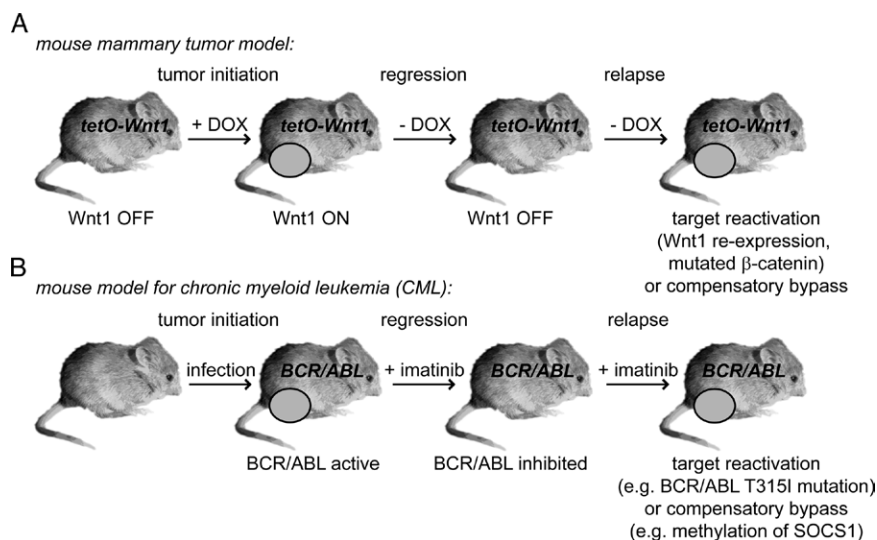 A
mouse mammary tumor model:
tumor initiation regression relapse
tetO-Wnt1 + DOX tetO-Wnt1 - DOX tetO-Wnt1 - DOX tetO-Wnt1
Wnt1 OFF Wnt1 ON Wnt1 OFF target reactivation
(Wnt1 re-expression,
mutated β-catenin)
or compensatory bypass
B
mouse model for chronic myeloid leukemia (CML):
tumor initiation regression relapse
infection BCR/ABL + imatinib BCR/ABL + imatinib BCR/ABL
BCR/ABL active BCR/ABL inhibited target reactivation
(e.g. BCR/ABL T315I mutation)
or compensatory bypass
(e.g. methylation of SOCS1)